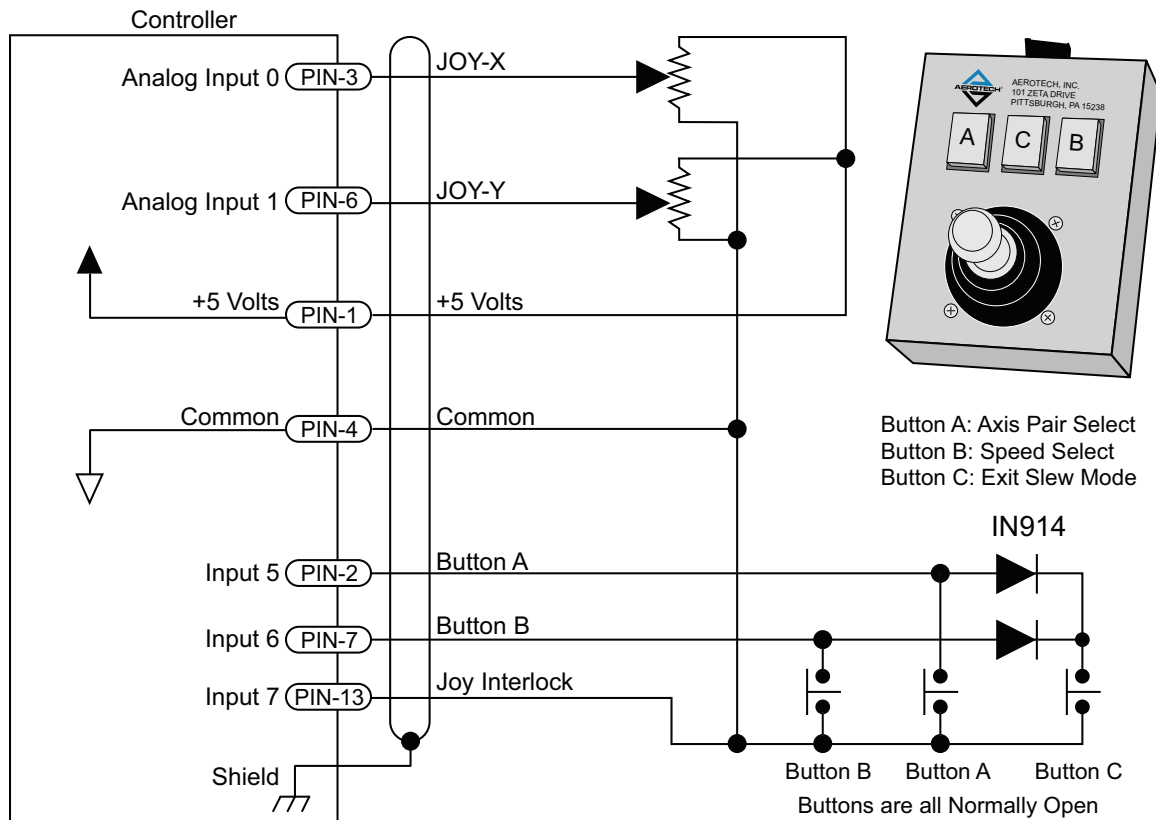 Controller
Analog Input 0 PIN-3 JOY-X
Analog Input 1 PIN-6 JOY-Y
+5 Volts PIN-1 +5 Volts
Common PIN-4 Common
Input 5 PIN-2 Button A
Input 6 PIN-7 Button B
Input 7 PIN-13 Joy Interlock
Shield
AEROTECH
AEROTECH, INC.
101 ZETA DRIVE
PITTSBURGH, PA 15238
A C B
Button A: Axis Pair Select
Button B: Speed Select
Button C: Exit Slew Mode
IN914
Button B Button A Button C
Buttons are all Normally Open